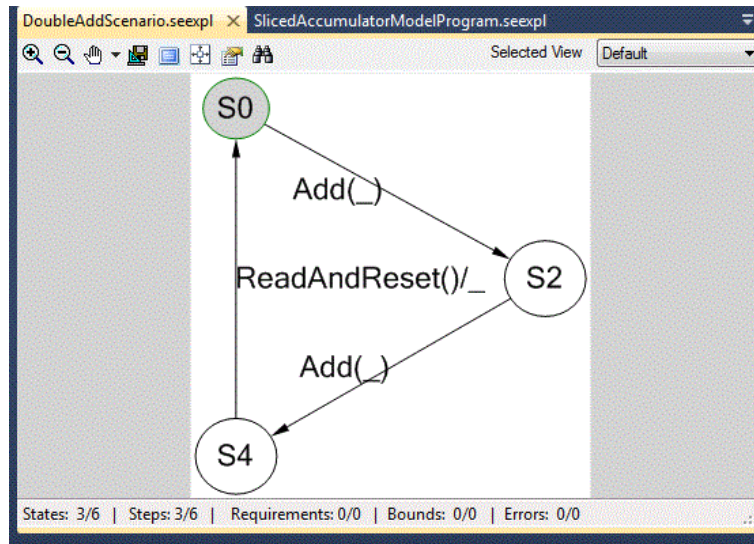 DoubleAddScenario.seexpl SlicedAccumulatorModelProgram.seexpl
Selected View Default
S0
Add(_)
ReadAndReset()/_ S2
Add(_)
S4
States: 3/6 | Steps: 3/6 | Requirements: 0/0 | Bounds: 0/0 | Errors: 0/0